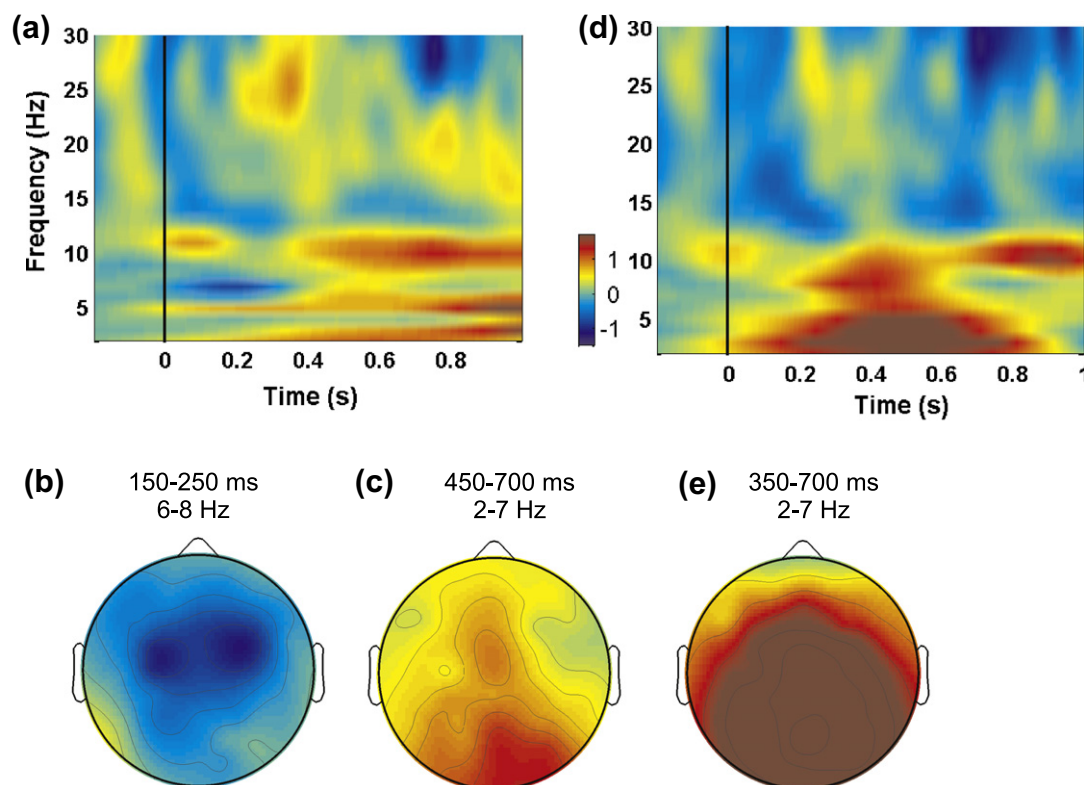 (a)
30
25
20
15
10
5
Frequency (Hz)
0 0.2 0.4 0.6 0.8
Time (s)
1
0
-1
(d)
30
25
20
15
10
5
0 0.2 0.4 0.6 0.8 1
Time (s)
(b)
150-250 ms
6-8 Hz
(c)
450-700 ms
2-7 Hz
(e)
350-700 ms
2-7 Hz